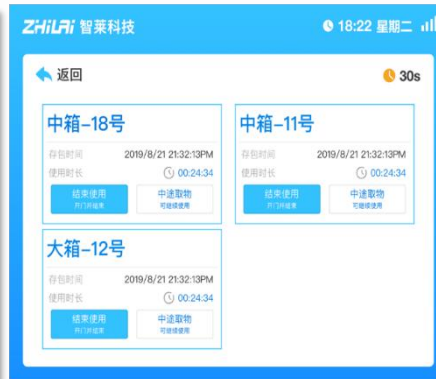 ZHiLAi 智莱科技
18:22 星期二
返回
30s
中箱-18号
存包时间 2019/8/21 21:32:13PM
使用时长 00:24:34
结束使用 中途取物
开门并结束 可继续使用
中箱-11号
存包时间 2019/8/21 21:32:13PM
使用时长 00:24:34
结束使用 中途取物
开门并结束 可继续使用
大箱-12号
存包时间 2019/8/21 21:32:13PM
使用时长 00:24:34
结束使用 中途取物
开门并结束 可继续使用